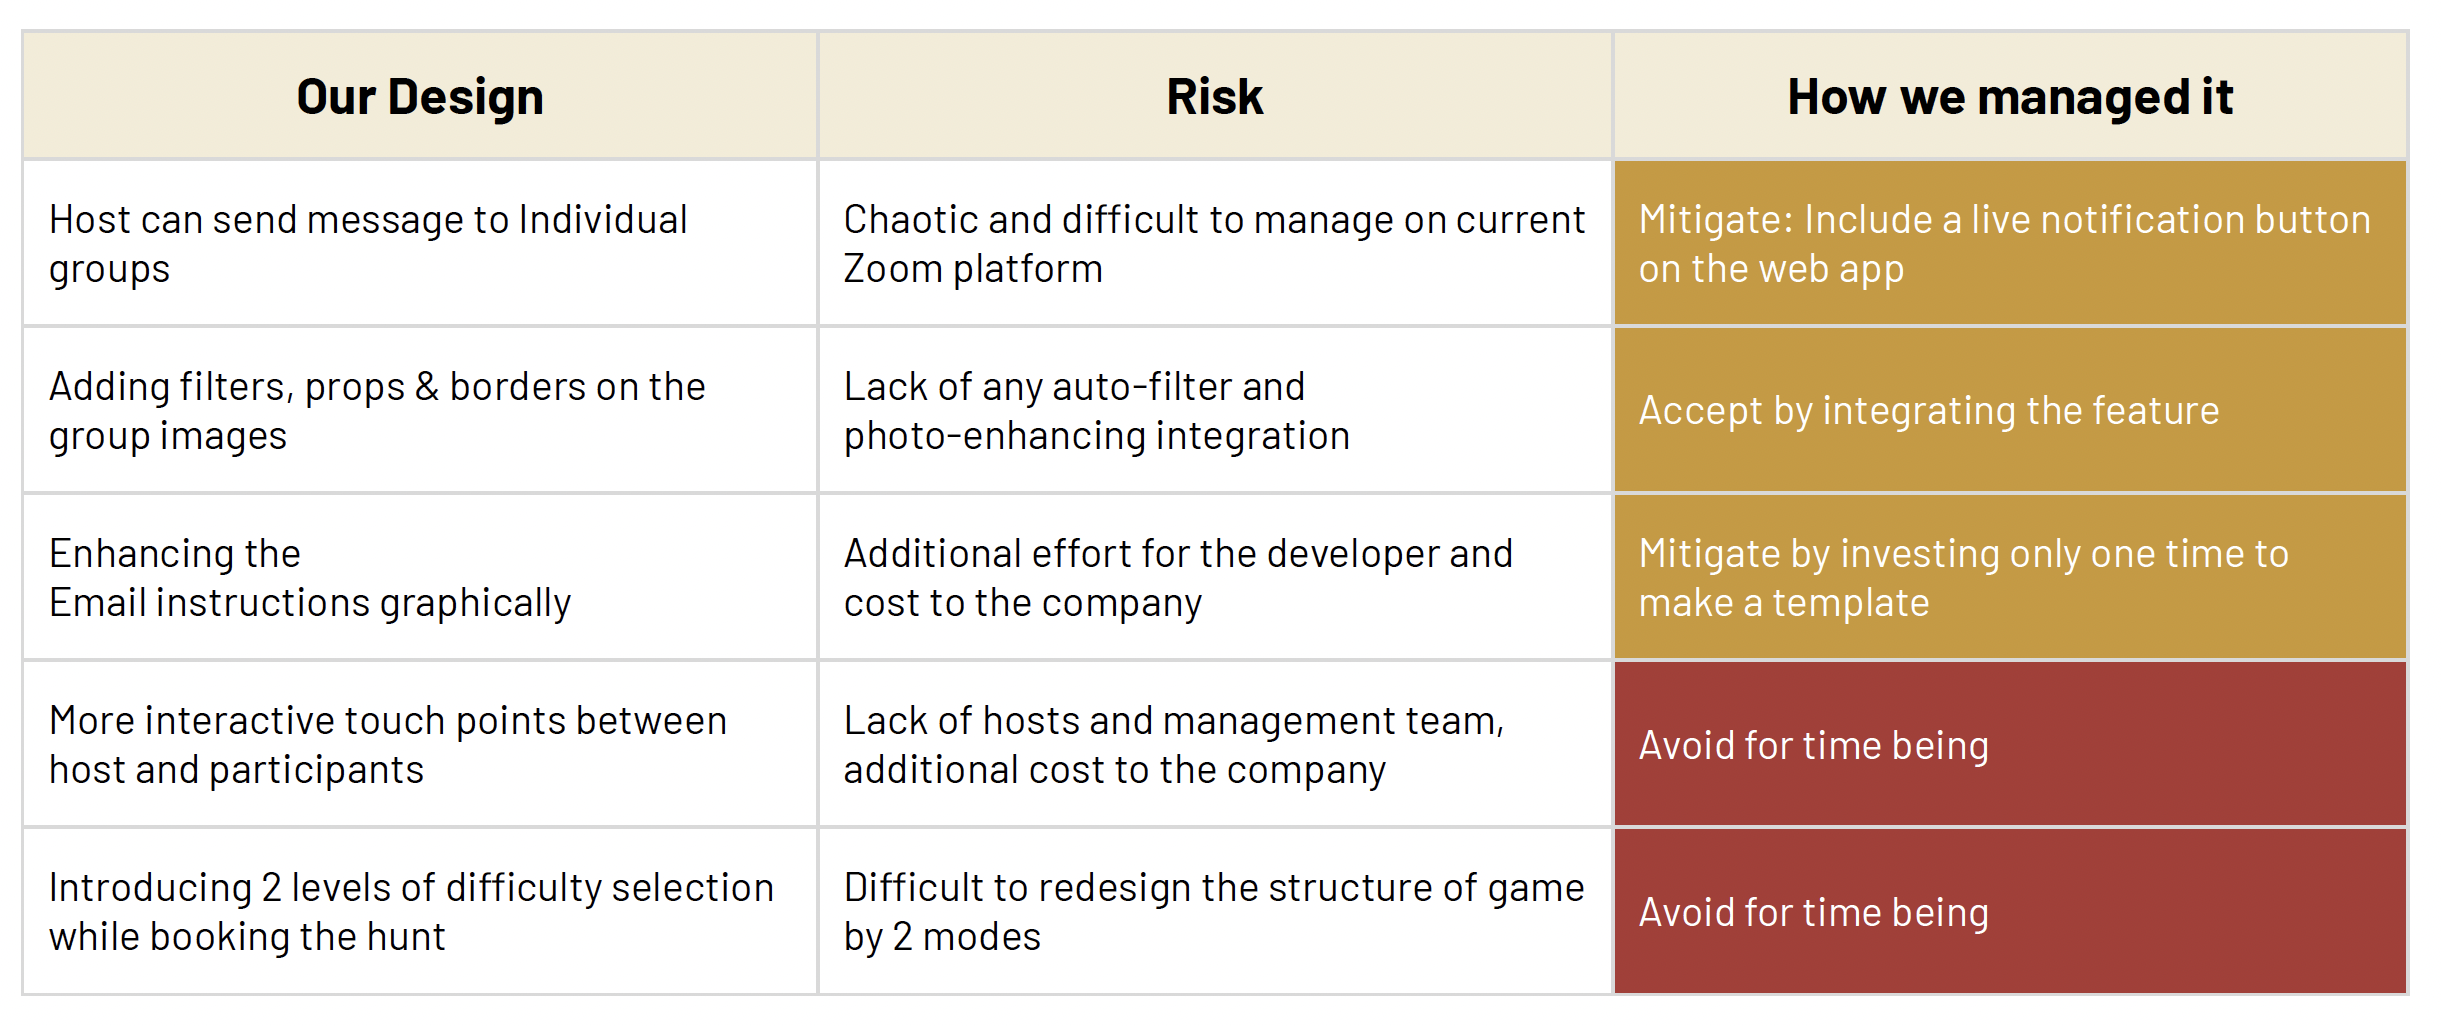 Our Design
Risk
How we managed it
Host can send message to Individual
groups
Chaotic and difficult to manage on current
Zoom platform
Mitigate: Include a live notification button
on the web app
Adding filters, props & borders on the
group images
Lack of any auto-filter and
photo-enhancing integration
Accept by integrating the feature
Enhancing the
Email instructions graphically
Additional effort for the developer and
cost to the company
Mitigate by investing only one time to
make a template
More interactive touch points between
host and participants
Lack of hosts and management team,
additional cost to the company
Avoid for time being
Introducing 2 levels of difficulty selection
while booking the hunt
Difficult to redesign the structure of game
by 2 modes
Avoid for time being